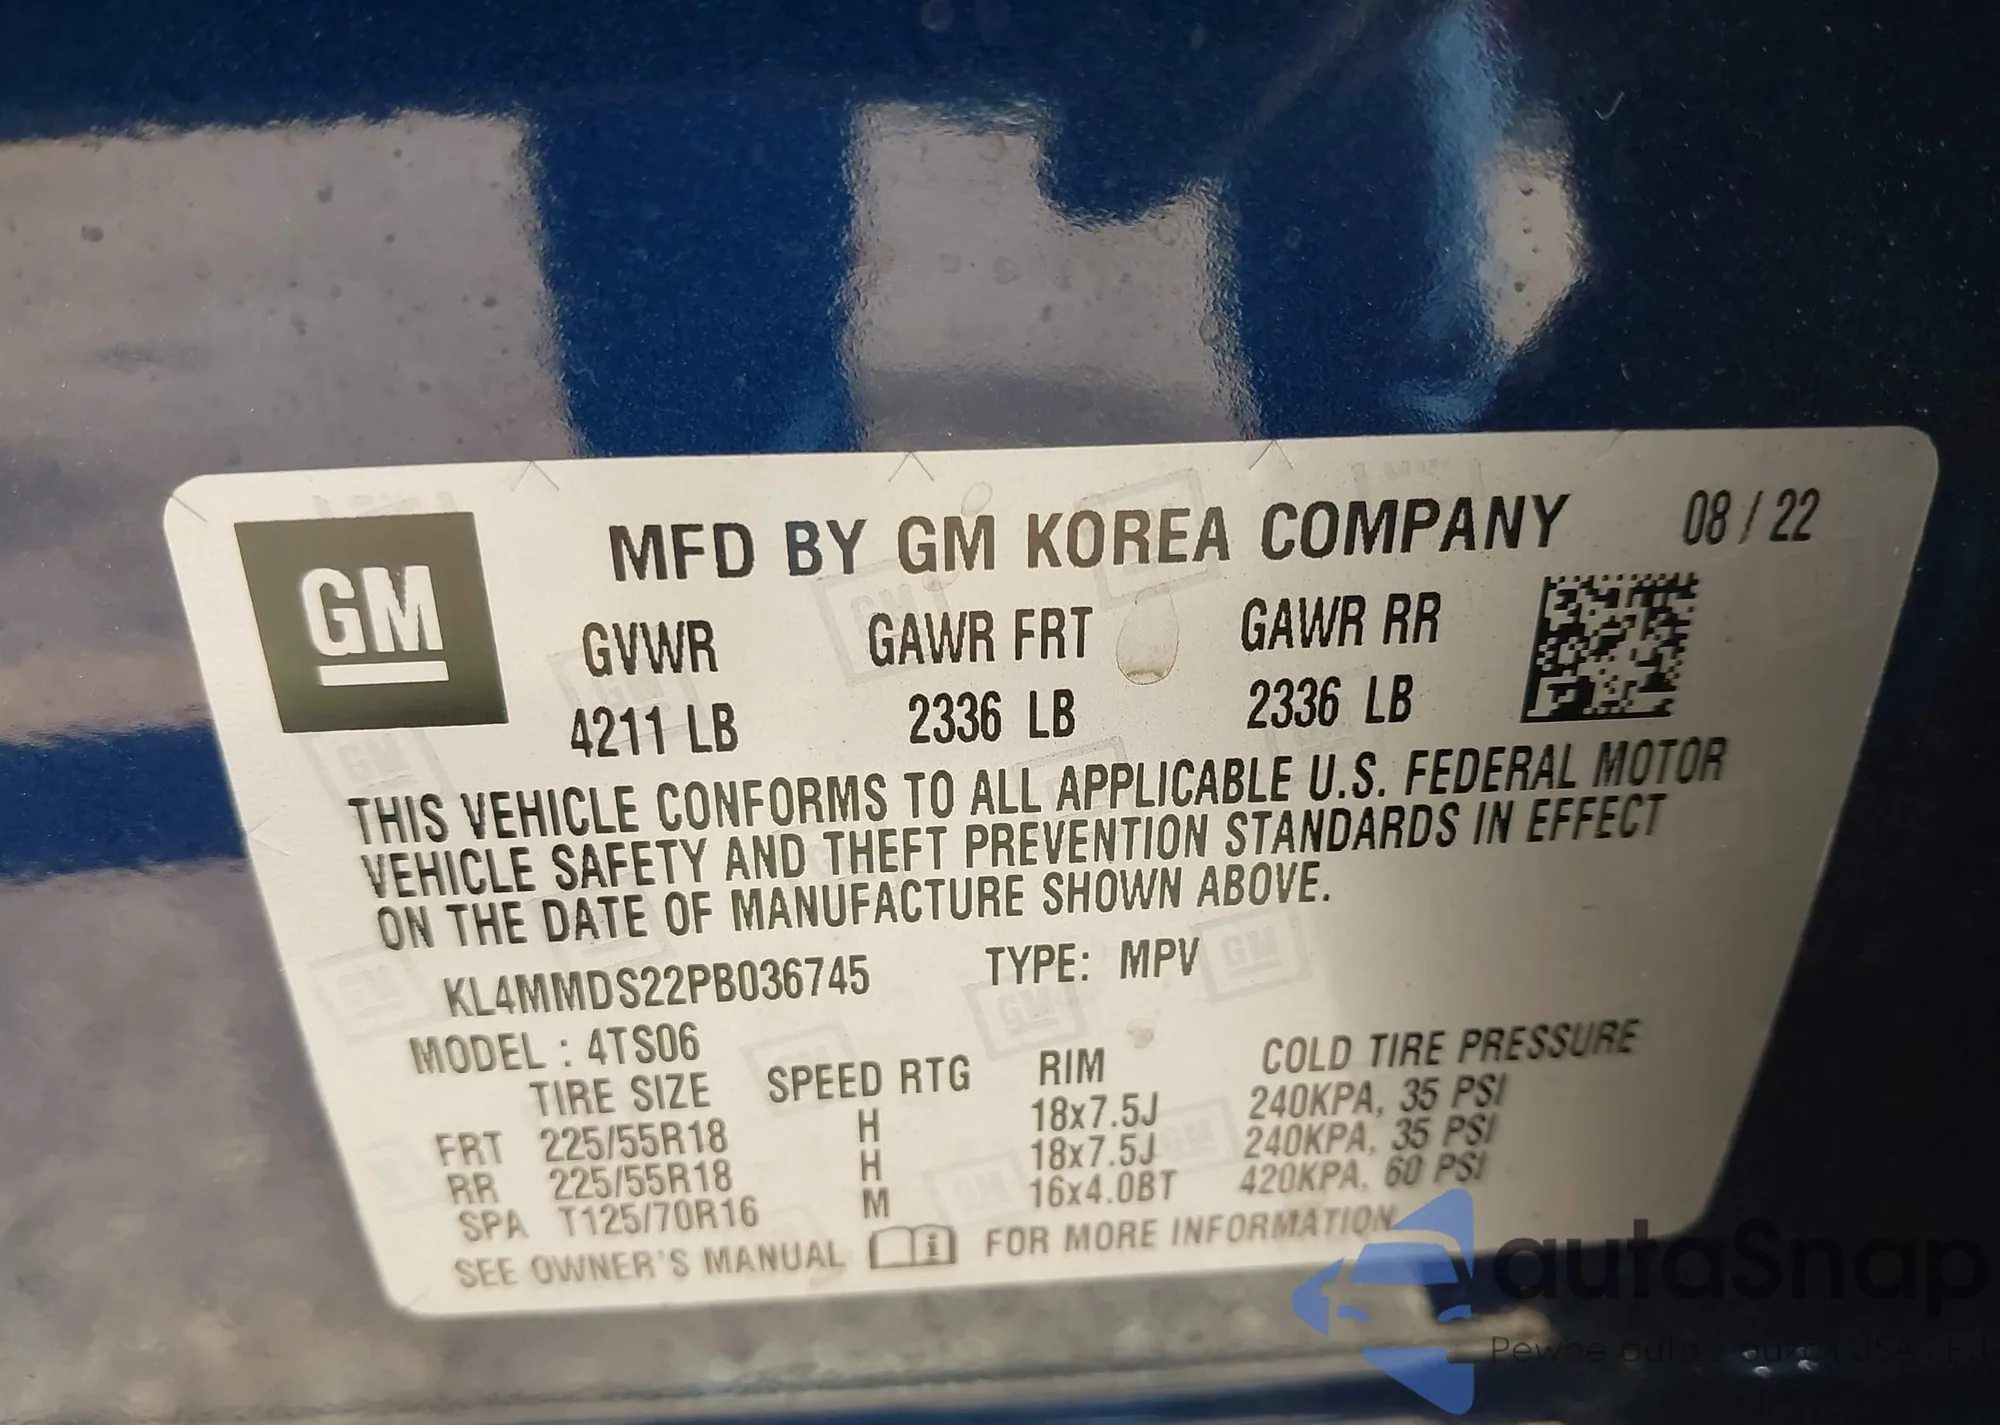 GM
MFD BY GM KOREA COMPANY 08 / 22
GVWR GAWR FRT GAWR RR
4211 LB 2336 LB 2336 LB
THIS VEHICLE CONFORMS TO ALL APPLICABLE U.S. FEDERAL MOTOR
VEHICLE SAFETY AND THEFT PREVENTION STANDARDS IN EFFECT
ON THE DATE OF MANUFACTURE SHOWN ABOVE.
KL4MMDS22PB036745 TYPE: MPV
MODEL : 4TS06
TIRE SIZE SPEED RTG RIM COLD TIRE PRESSURE
FRT 225/55R18 H 18x7.5J 240KPA, 35 PSI
RR 225/55R18 H 18x7.5J 240KPA, 35 PSI
SPA T125/70R16 M 16x4.0BT 420KPA, 60 PSI
SEE OWNER'S MANUAL i FOR MORE INFORMATION
autaSnap
Pewne auta